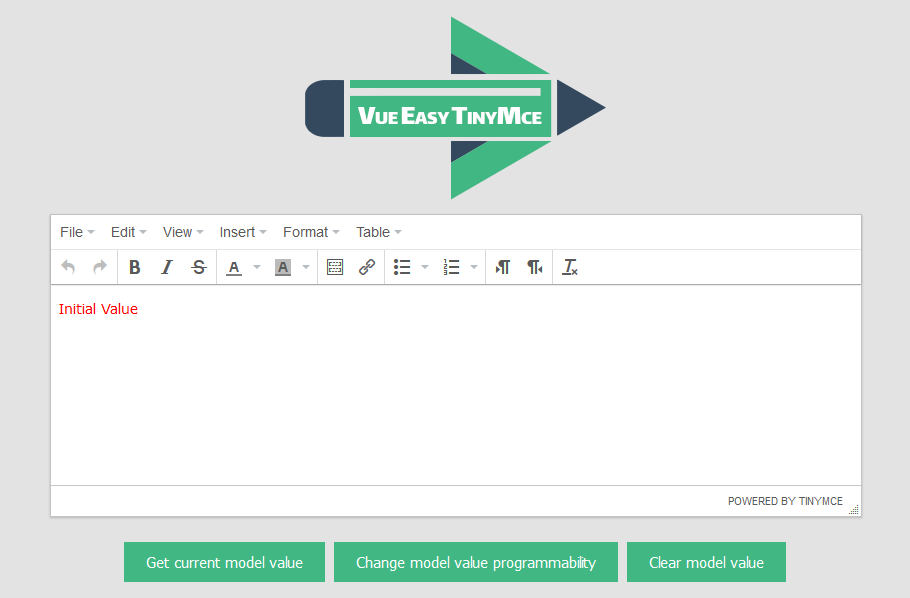 Vue Easy TinyMce
File Edit View Insert Format Table
B I S A A
Initial Value
POWERED BY TINYMCE
Get current model value Change model value programmability Clear model value